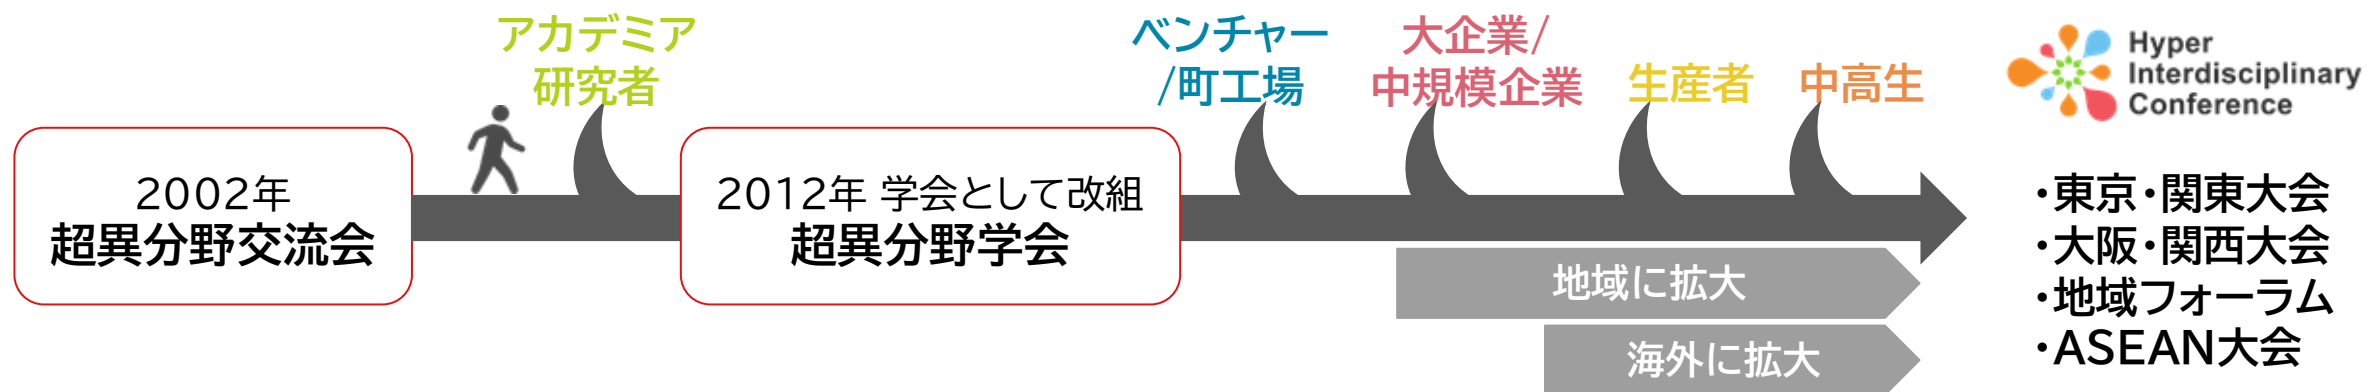 2002年
超異分野交流会
アカデミア
研究者
2012年 学会として改組
超異分野学会
ベンチャー
/町工場
大企業/
中規模企業
生産者
中高生
地域に拡大
海外に拡大
Hyper
Interdisciplinary
Conference
・東京・関東大会
・大阪・関西大会
・地域フォーラム
・ASEAN大会